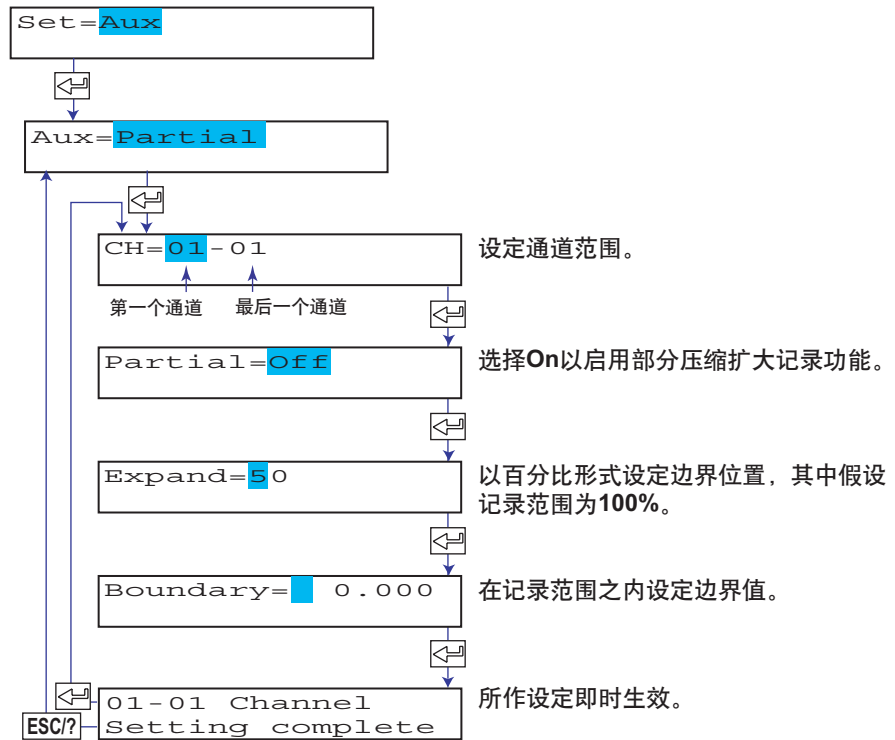 Set=Aux
Aux=Partial
CH=01-01
设定通道范围。
第一个通道 最后一个通道
Partial=Off
选择On以启用部分压缩扩大记录功能。
Expand=50
以百分比形式设定边界位置，其中假设
记录范围为100%。
Boundary= 0.000
在记录范围之内设定边界值。
01-01 Channel
所作设定即时生效。
ESC/?
Setting complete